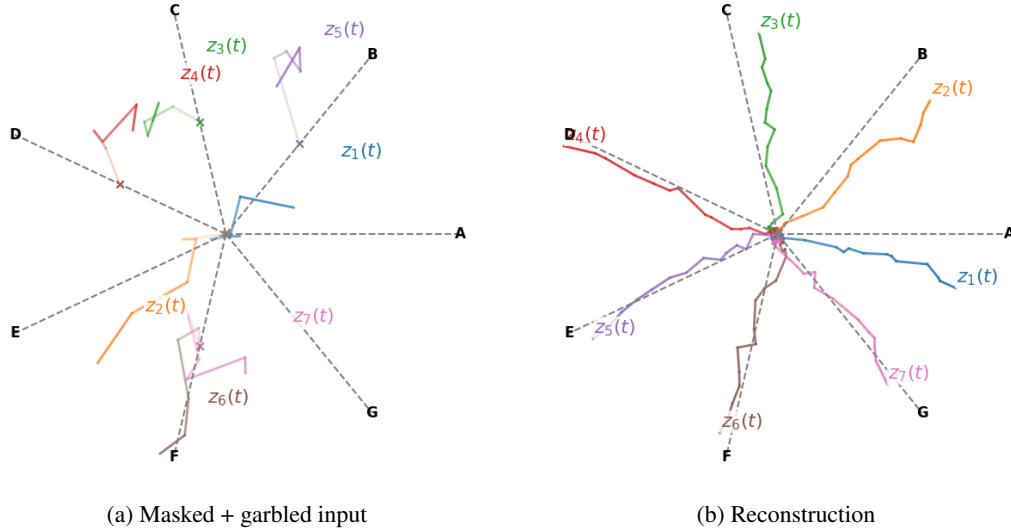 C
z₃(t)
z₅(t)
B
z₄(t)
D
z₁(t)
A
z₂(t)
E
z₇(t)
z₆(t)
G
F
(a) Masked + garbled input
C
z₃(t)
B
z₂(t)
D
z₄(t)
A
z₁(t)
E
z₅(t)
z₇(t)
G
z₆(t)
F
(b) Reconstruction